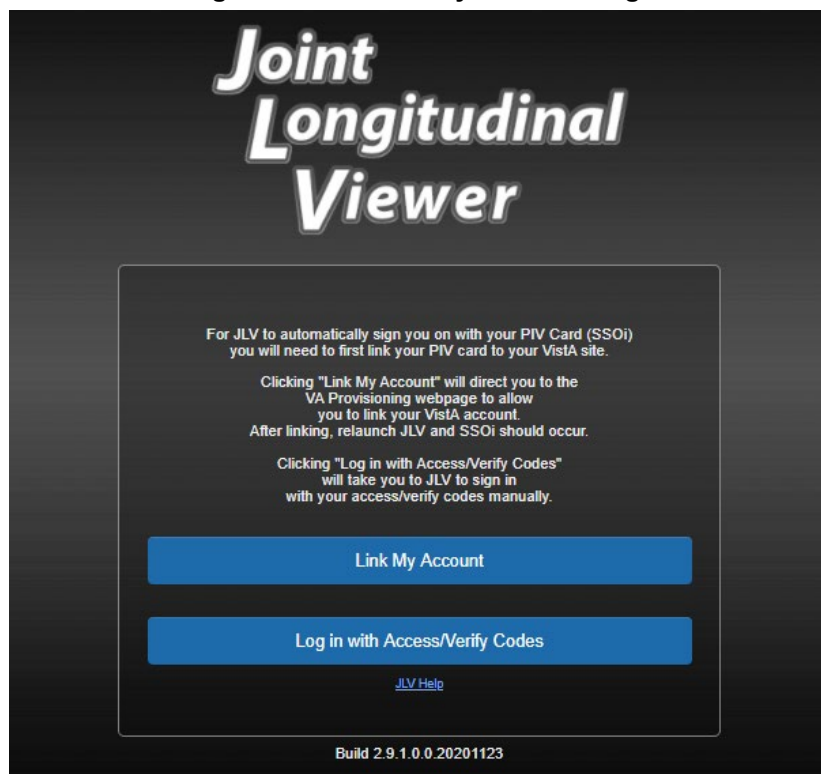 Joint
Longitudinal
Viewer
For JLV to automatically sign you on with your PIV Card (SSOi)
you will need to first link your PIV card to your VistA site.
Clicking "Link My Account" will direct you to the
VA Provisioning webpage to allow
you to link your VistA account.
After linking, relaunch JLV and SSOi should occur.
Clicking "Log in with Access/Verify Codes"
will take you to JLV to sign in
with your access/verify codes manually.
Link My Account
Log in with Access/Verify Codes
JLV Help
Build 2.9.1.0.0.20201123